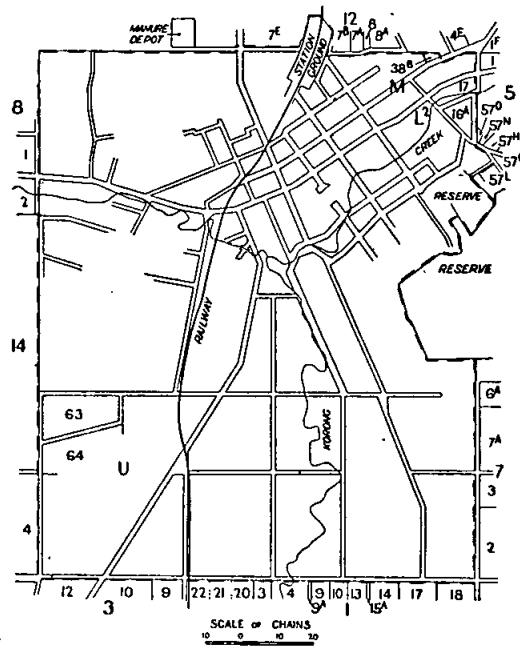 MANURE
DEPOT
7E
STATION
GROUND
12
7B
7A
8
8A
4E
1F
1
38B
M
17
5
8
L2
16A
57O
57N
57H
57L
1
CREEK
2
RESERVE
RESERVE
14
RAILWAY
63
6A
64
KORONG
7A
U
7
3
4
2
12
10
9
22
21
20
3
4
9
10
13
14
17
18
3
9A
1
15A
SCALE OF CHAINS
10 0 10 20